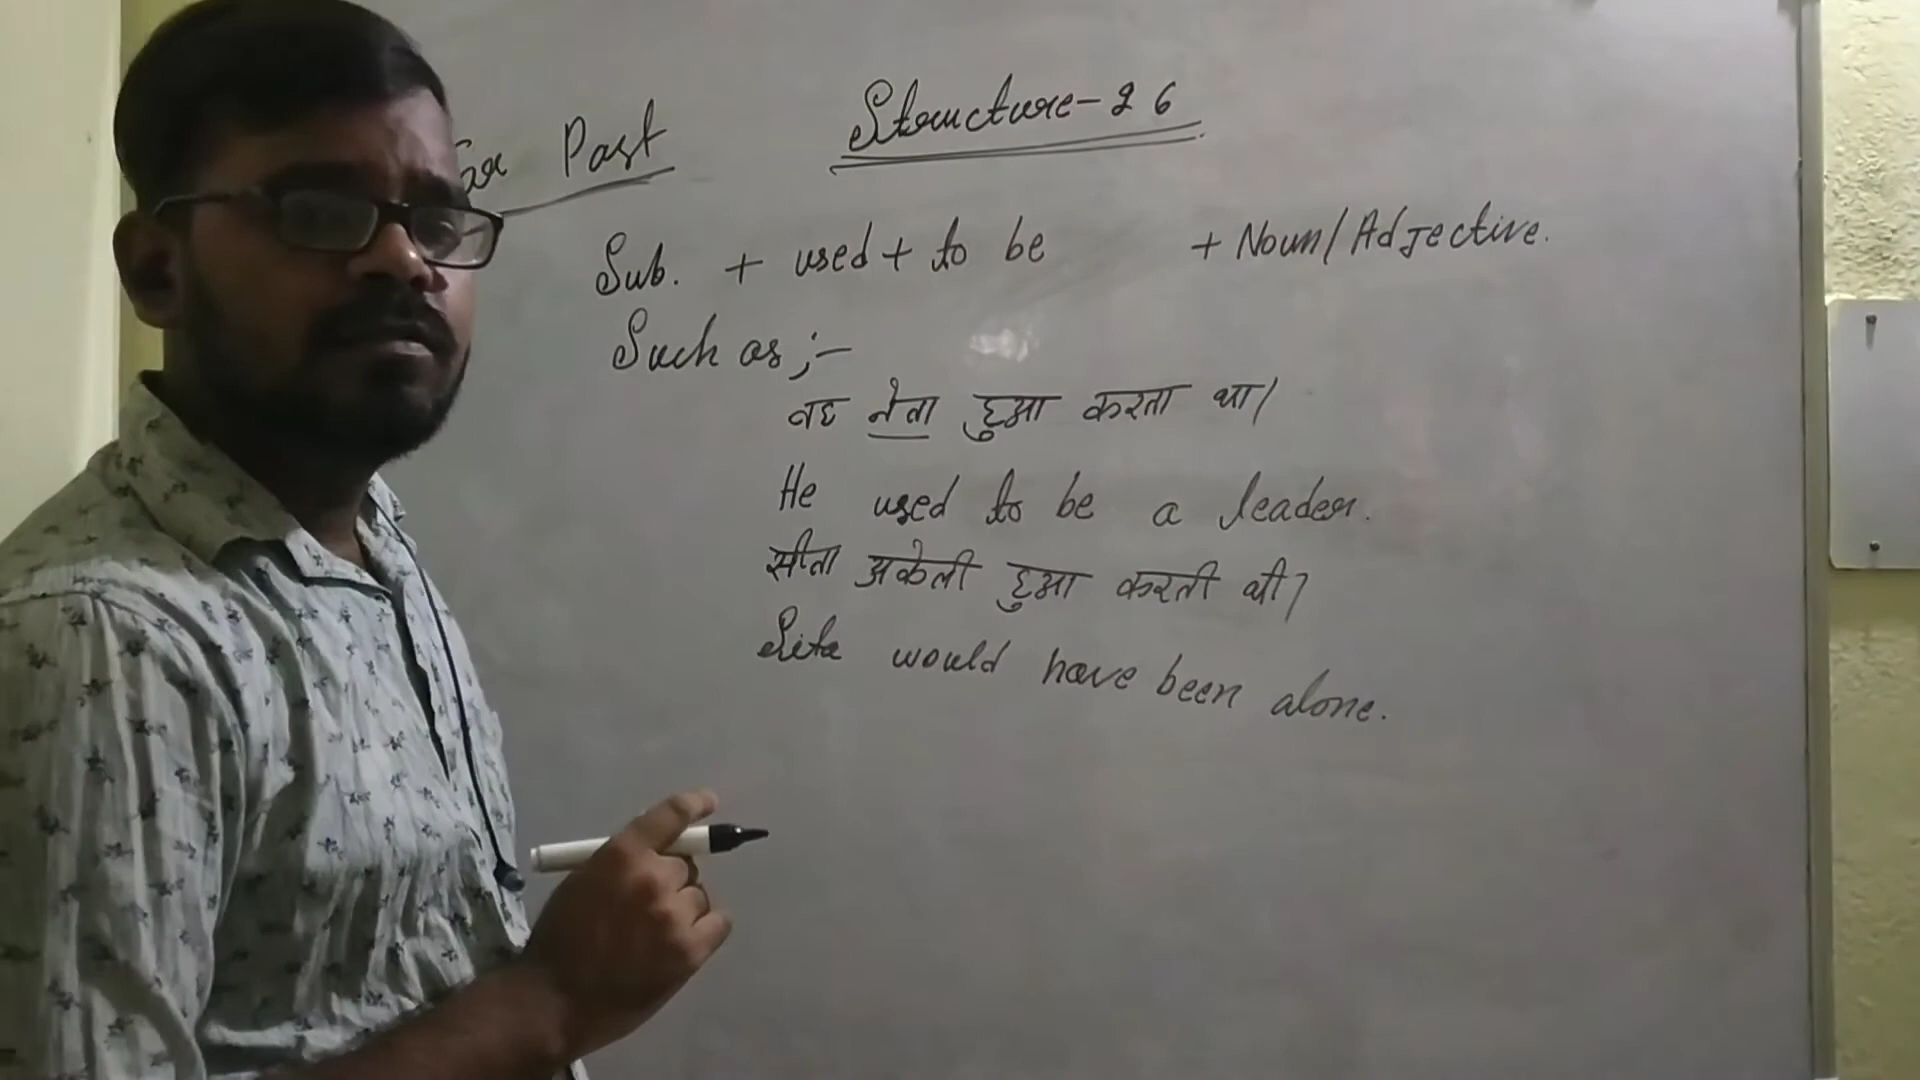 Structure-26
For Past
Sub. + used + to be + Noun/Adjective.
Such as ;-
वह नेता हुआ करता था।
He used to be a leader.
सीता अकेली हुआ करती थी।
Sita would have been alone.